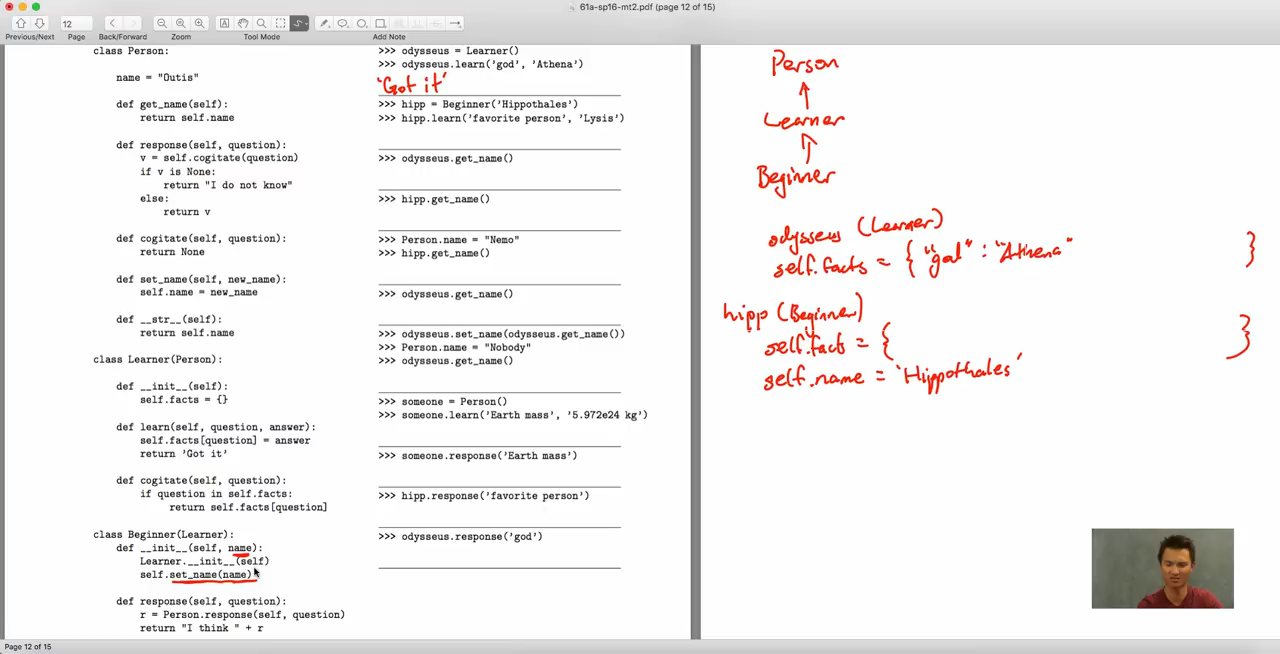 61a-sp16-mt2.pdf (page 12 of 15)
12
Previous/Next
Page
Back/Forward
Zoom
Tool Mode
Add Note
class Person:
name = "Outis"
def get_name(self):
return self.name
def response(self, question):
v = self.cogitate(question)
if v is None:
return "I do not know"
else:
return v
def cogitate(self, question):
return None
def set_name(self, new_name):
self.name = new_name
def __str__(self):
return self.name
class Learner(Person):
def __init__(self):
self.facts = {}
def learn(self, question, answer):
self.facts[question] = answer
return 'Got it'
def cogitate(self, question):
if question in self.facts:
return self.facts[question]
class Beginner(Learner):
def __init__(self, name):
Learner.__init__(self)
self.set_name(name)
def response(self, question):
r = Person.response(self, question)
return "I think " + r
>>> odysseus = Learner()
>>> odysseus.learn('god', 'Athena')
'Got it'
>>> hipp = Beginner('Hippothales')
>>> hipp.learn('favorite person', 'Lysis')
>>> odysseus.get_name()
>>> hipp.get_name()
>>> Person.name = "Nemo"
>>> hipp.get_name()
>>> odysseus.get_name()
>>> odysseus.set_name(odysseus.get_name())
>>> Person.name = "Nobody"
>>> odysseus.get_name()
>>> someone = Person()
>>> someone.learn('Earth mass', '5.972e24 kg')
>>> someone.response('Earth mass')
>>> hipp.response('favorite person')
>>> odysseus.response('god')
Person
Learner
Beginner
odysseus (Learner)
self.facts = { "god" : "Athena" }
hipp (Beginner)
self.facts = { }
self.name = 'Hippothales'
Page 12 of 15